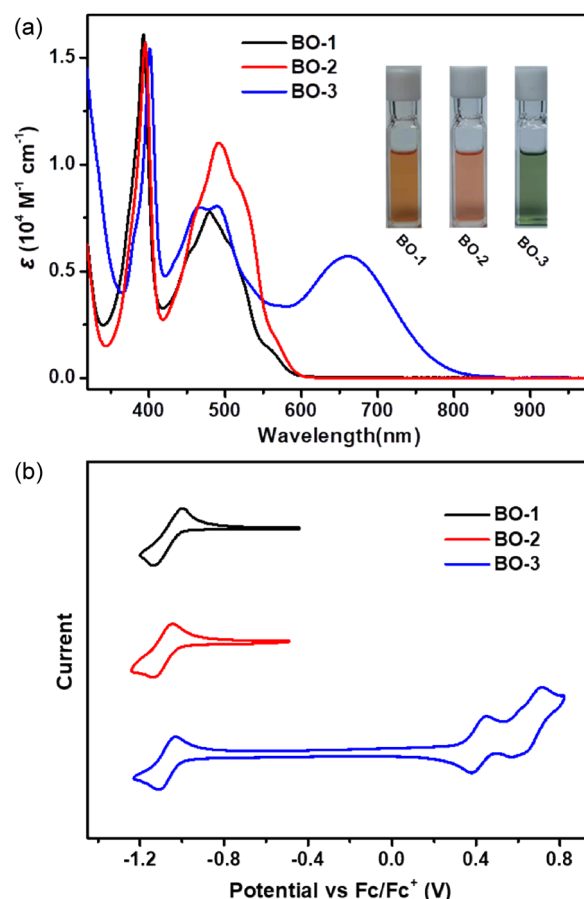 (a)
BO-1
BO-2
BO-3
1.5
1.0
0.5
0.0
ε (10⁴ M⁻¹ cm⁻¹)
BO-1
BO-2
BO-3
400 500 600 700 800 900
Wavelength(nm)
(b)
BO-1
BO-2
BO-3
Current
-1.2 -0.8 -0.4 0.0 0.4 0.8
Potential vs Fc/Fc⁺ (V)